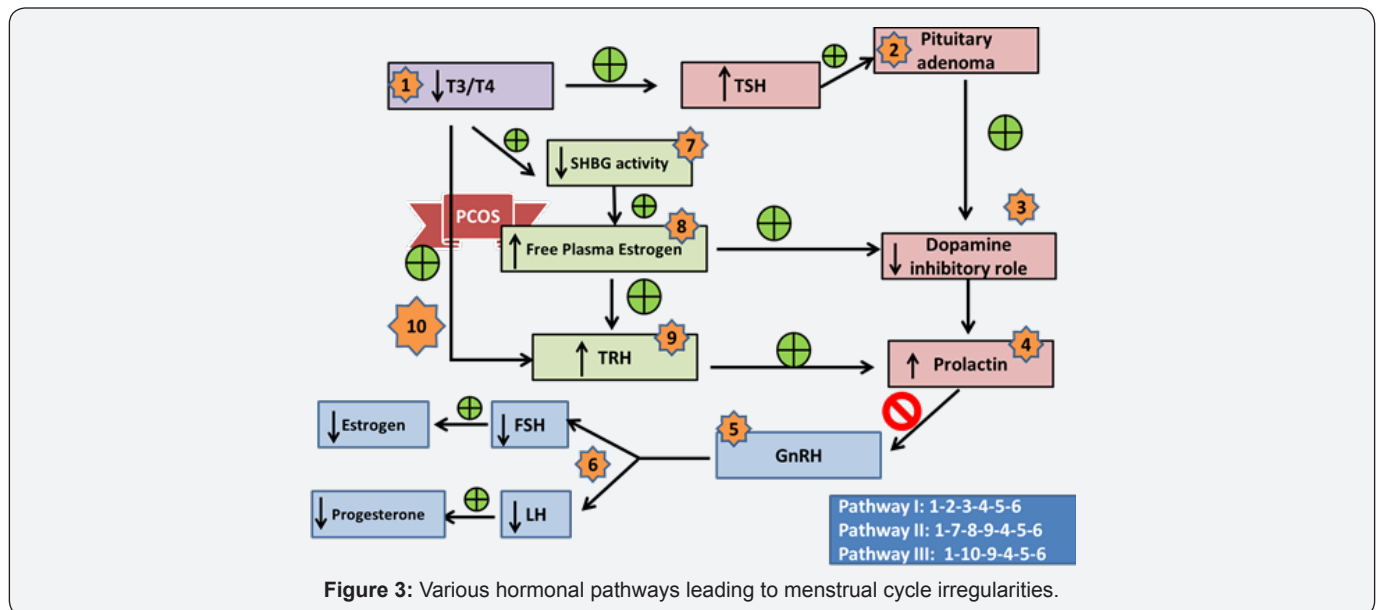 1 ↓ T3/T4
↑ TSH
2 Pituitary
adenoma
7
↓ SHBG activity
PCOS
8
↑ Free Plasma Estrogen
3
↓ Dopamine
inhibitory role
10
9
↑ TRH
4
↑ Prolactin
↓ Estrogen
↓ FSH
5
GnRH
6
↓ Progesterone
↓ LH
Pathway I: 1-2-3-4-5-6
Pathway II: 1-7-8-9-4-5-6
Pathway III: 1-10-9-4-5-6
Figure 3: Various hormonal pathways leading to menstrual cycle irregularities.